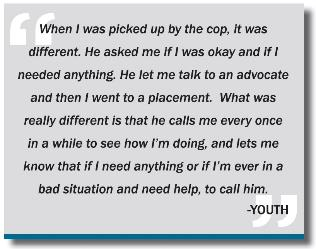 “When I was picked up by the cop, it was
different. He asked me if I was okay and if I
needed anything. He let me talk to an advocate
and then I went to a placement.  What was
really different is that he calls me every once
in a while to see how I’m doing, and lets me
know that if I need anything or if I’m ever in a
bad situation and need help, to call him.”
-YOUTH